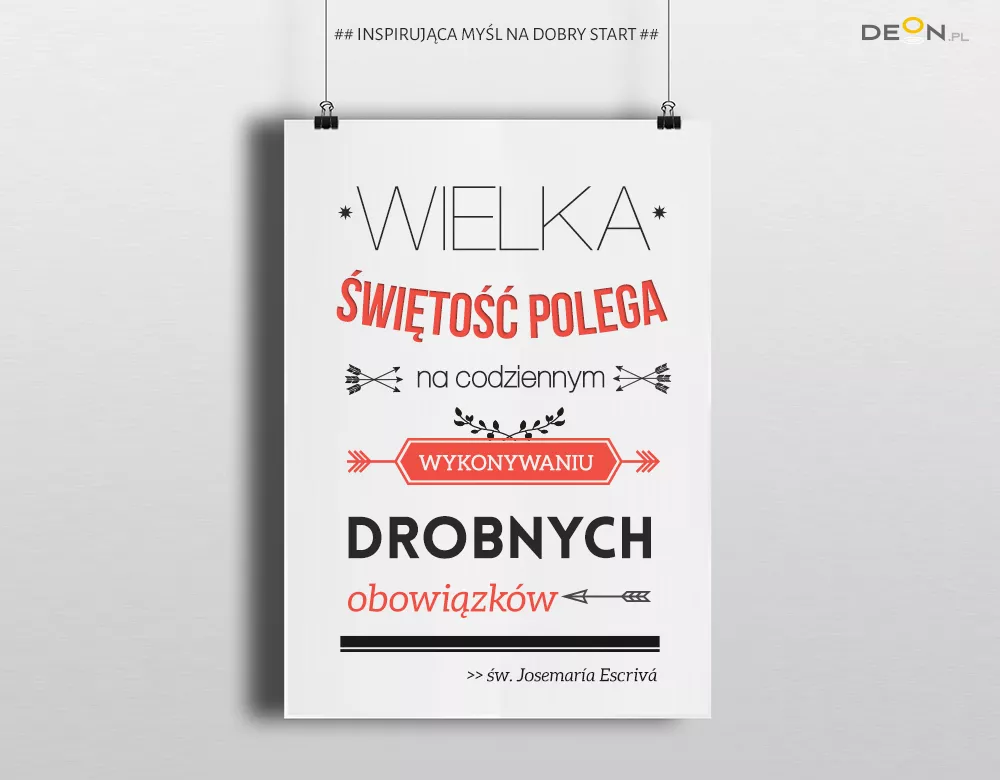 ## INSPIRUJĄCA MYŚL NA DOBRY START ##
DEON.PL
WIELKA
ŚWIĘTOŚĆ POLEGA
na codziennym
WYKONYWANIU
DROBNYCH
obowiązków
>> św. Josemaría Escrivá